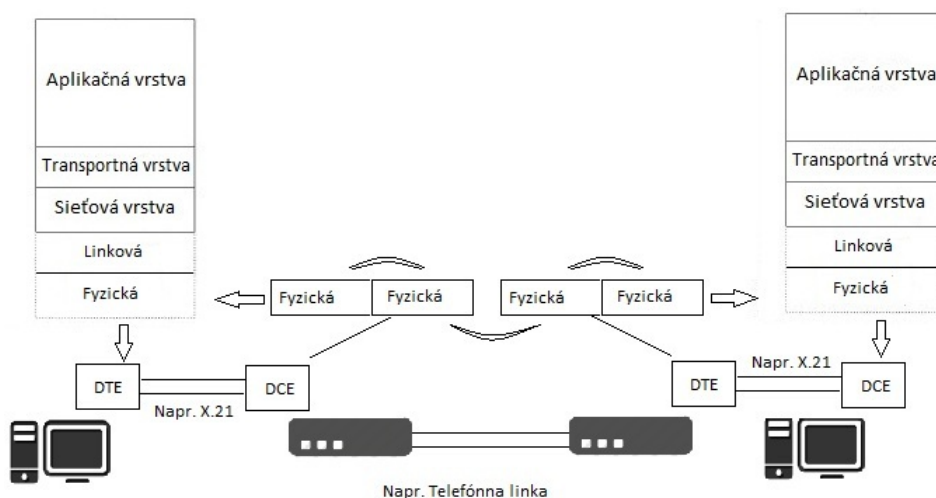 Aplikačná vrstva
Transportná vrstva
Sieťová vrstva
Linková
Fyzická
Aplikačná vrstva
Transportná vrstva
Sieťová vrstva
Linková
Fyzická
Fyzická
Fyzická
Fyzická
Fyzická
DTE
DCE
Napr. X.21
DTE
DCE
Napr. X.21
Napr. Telefónna linka